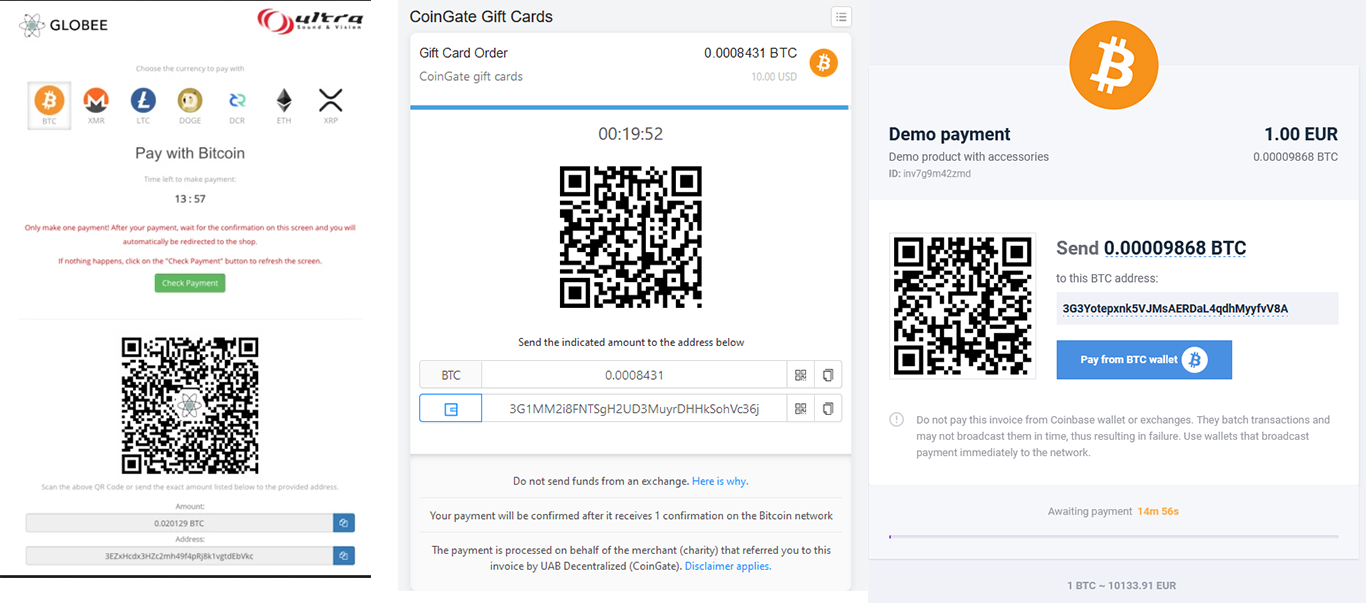 GLOBEE
ultra
Sound & Vision
Choose the currency to pay with
BTC
XMR
LTC
DOGE
DCR
ETH
XRP
Pay with Bitcoin
Time left to make payment:
13 : 57
Only make one payment! After your payment, wait for the confirmation on this screen and you will
automatically be redirected to the shop.
If nothing happens, click on the "Check Payment" button to refresh the screen.
Check Payment
Scan the above QR Code or send the exact amount listed below to the provided address.
Amount:
0.020129 BTC
Address:
3EZxHcdx3HZc2mh49f4pRj8k1vgtdEbVkc
CoinGate Gift Cards
Gift Card Order
0.0008431 BTC
CoinGate gift cards
10.00 USD
00:19:52
Send the indicated amount to the address below
BTC
0.0008431
3G1MM2i8FNTSgH2UD3MuyrDHHkSohVc36j
Do not send funds from an exchange. Here is why.
Your payment will be confirmed after it receives 1 confirmation on the Bitcoin network
The payment is processed on behalf of the merchant (charity) that referred you to this
invoice by UAB Decentralized (CoinGate). Disclaimer applies.
Demo payment
1.00 EUR
Demo product with accessories
0.00009868 BTC
ID: inv7g9m42zmd
Send 0.00009868 BTC
to this BTC address:
3G3Yotepxnk5VJMsAERDaL4qdhMyyfvV8A
Pay from BTC wallet
Do not pay this invoice from Coinbase wallet or exchanges. They batch transactions and
may not broadcast them in time, thus resulting in failure. Use wallets that broadcast
payment immediately to the network.
Awaiting payment 14m 56s
1 BTC ~ 10133.91 EUR